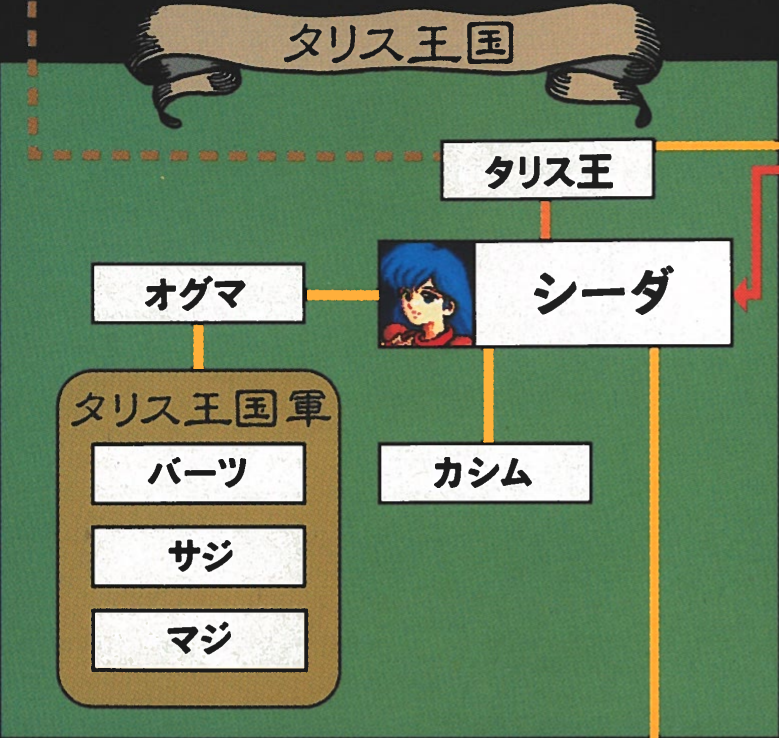 タリス王国
タリス王
シーダ
オグマ
タリス王国軍
バーツ
サジ
マジ
カシム